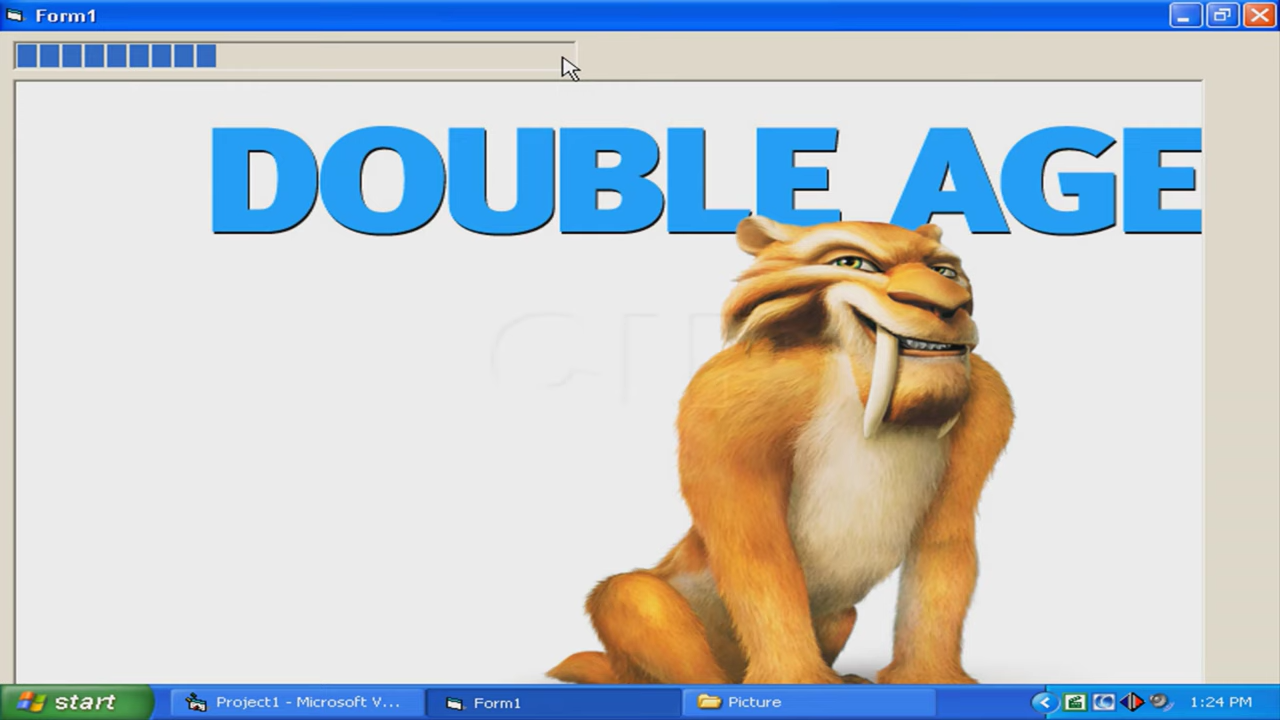 Form1
DOUBLE AGE
start
Project1 - Microsoft V...
Form1
Picture
1:24 PM